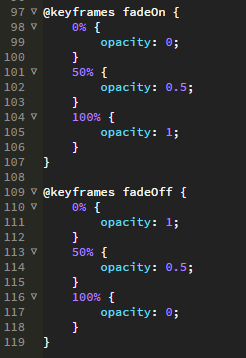 97 ▽ @keyframes fadeOn {
98 ▽     0% {
99         opacity: 0;
100     }
101 ▽     50% {
102         opacity: 0.5;
103     }
104 ▽     100% {
105         opacity: 1;
106     }
107 }
108
109 ▽ @keyframes fadeOff {
110 ▽     0% {
111         opacity: 1;
112     }
113 ▽     50% {
114         opacity: 0.5;
115     }
116 ▽     100% {
117         opacity: 0;
118     }
119 }